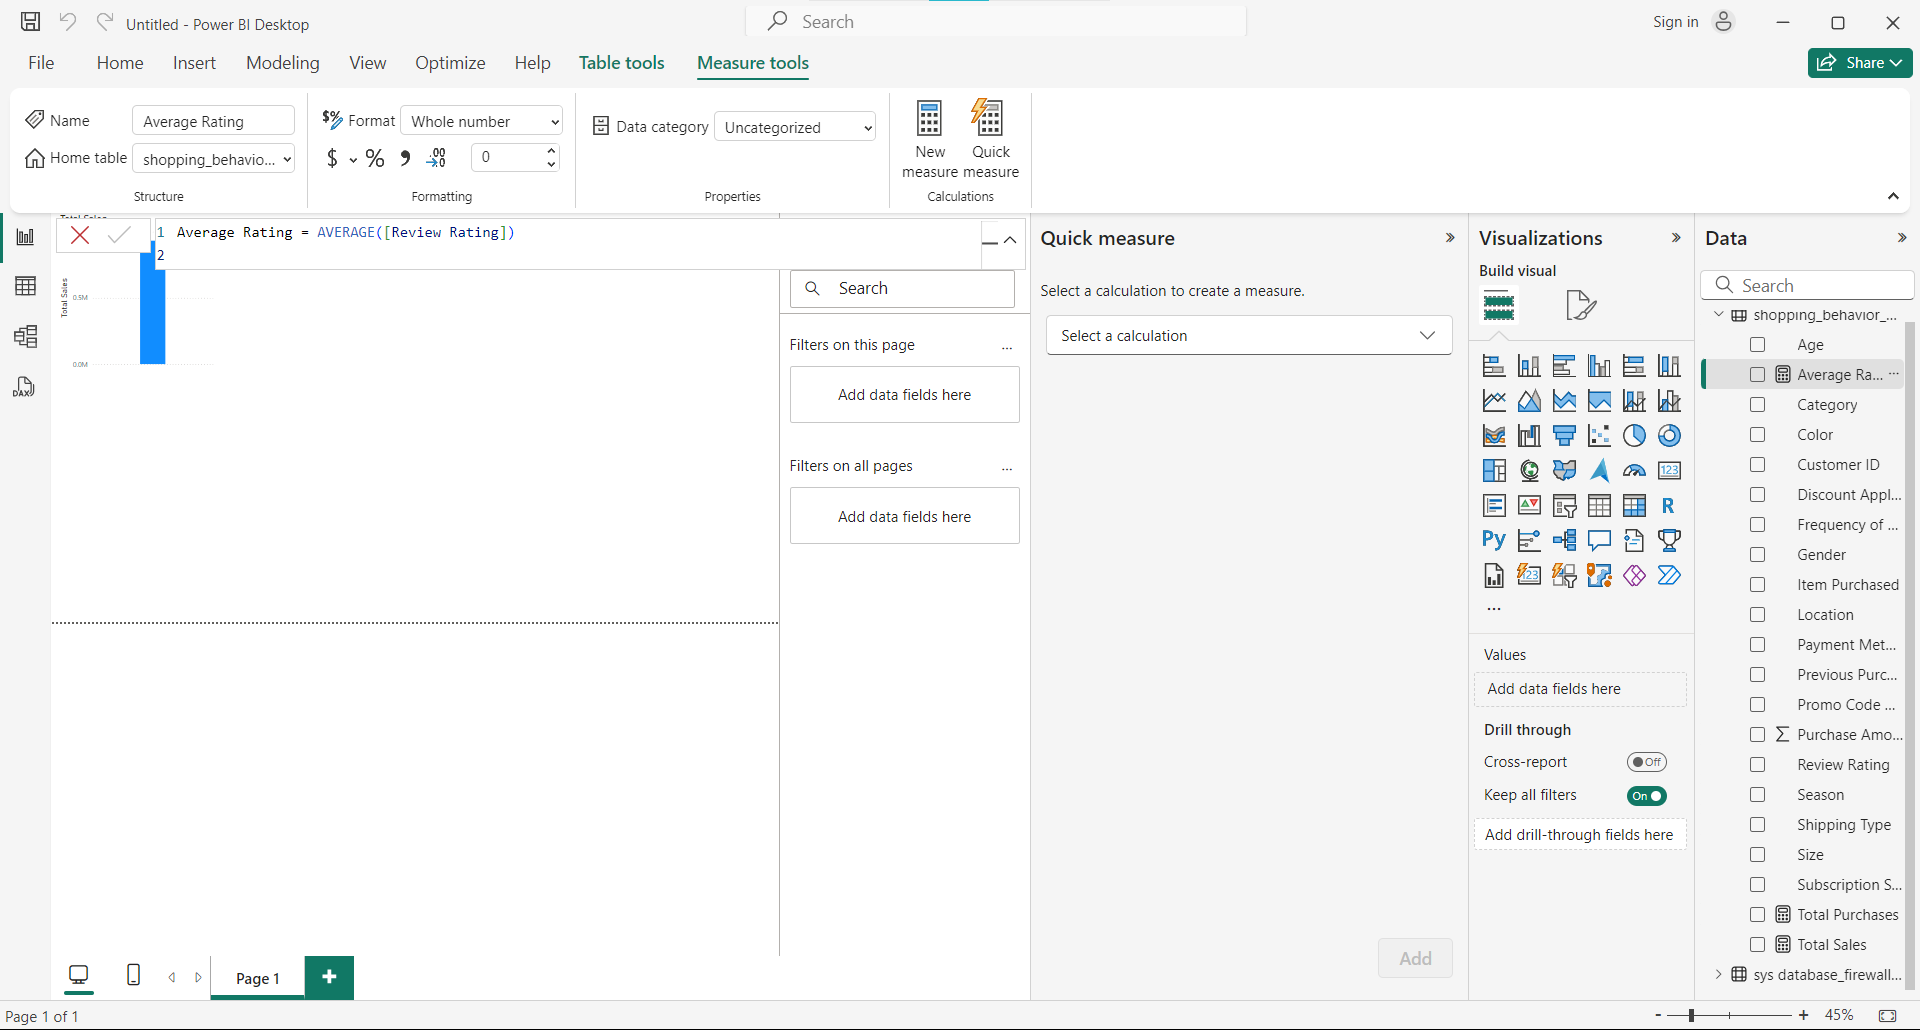 Untitled - Power BI Desktop
Search
Sign in
File
Home
Insert
Modeling
View
Optimize
Help
Table tools
Measure tools
Share
Name
Average Rating
Home table
shopping_behavio...
Structure
Format
Whole number
$
%
0
Formatting
Data category
Uncategorized
Properties
New measure
Quick measure
Calculations
Total Sales
1 Average Rating = AVERAGE([Review Rating])
2
Total Sales
0.5M
0.0M
Search
Filters on this page
...
Add data fields here
Filters on all pages
...
Add data fields here
Quick measure
Select a calculation to create a measure.
Select a calculation
Add
Visualizations
Build visual
123
R
Py
123
...
Values
Add data fields here
Drill through
Cross-report
Off
Keep all filters
On
Add drill-through fields here
Data
Search
shopping_behavior_...
Age
Average Ra...
Category
Color
Customer ID
Discount Appl...
Frequency of ...
Gender
Item Purchased
Location
Payment Met...
Previous Purc...
Promo Code ...
Purchase Amo...
Review Rating
Season
Shipping Type
Size
Subscription S...
Total Purchases
Total Sales
sys database_firewall...
DAX
Page 1
Page 1 of 1
45%